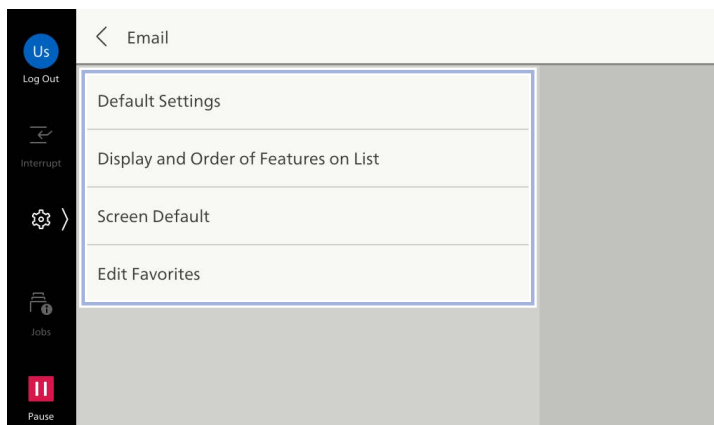 Us
Log Out
Interrupt
Jobs
Pause
Email
Default Settings
Display and Order of Features on List
Screen Default
Edit Favorites